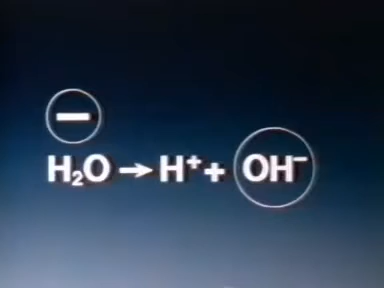 −
H₂O → H⁺ + OH⁻